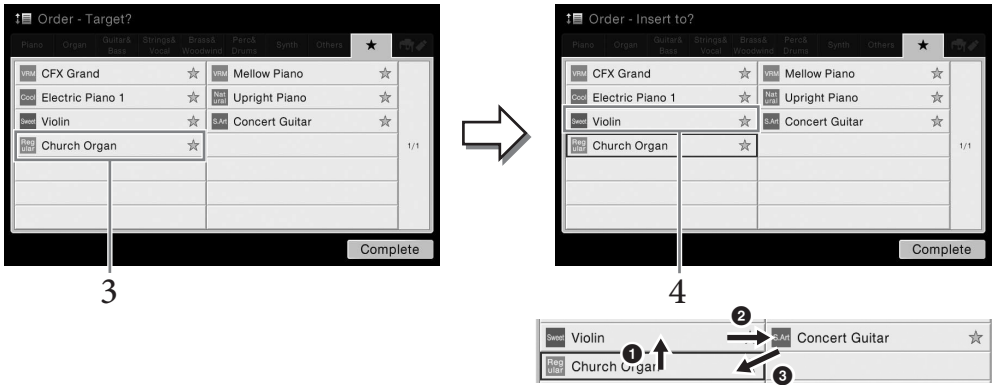 Order - Target?
Piano Organ Guitar& Bass Strings& Vocal Brass& Woodwind Perc& Drums Synth Others ★
VRM CFX Grand ☆ VRM Mellow Piano ☆
Cool Electric Piano 1 ☆ Natural Upright Piano ☆
Sweet Violin ☆ S.Art Concert Guitar ☆
Regular Church Organ ☆
1/1
Complete
3
Order - Insert to?
Piano Organ Guitar& Bass Strings& Vocal Brass& Woodwind Perc& Drums Synth Others ★
VRM CFX Grand ☆ VRM Mellow Piano ☆
Cool Electric Piano 1 ☆ Natural Upright Piano ☆
Sweet Violin ☆ S.Art Concert Guitar ☆
Regular Church Organ ☆
1/1
Complete
4
❷
Sweet Violin S.Art Concert Guitar ☆
❶
Regular Church Organ
❸